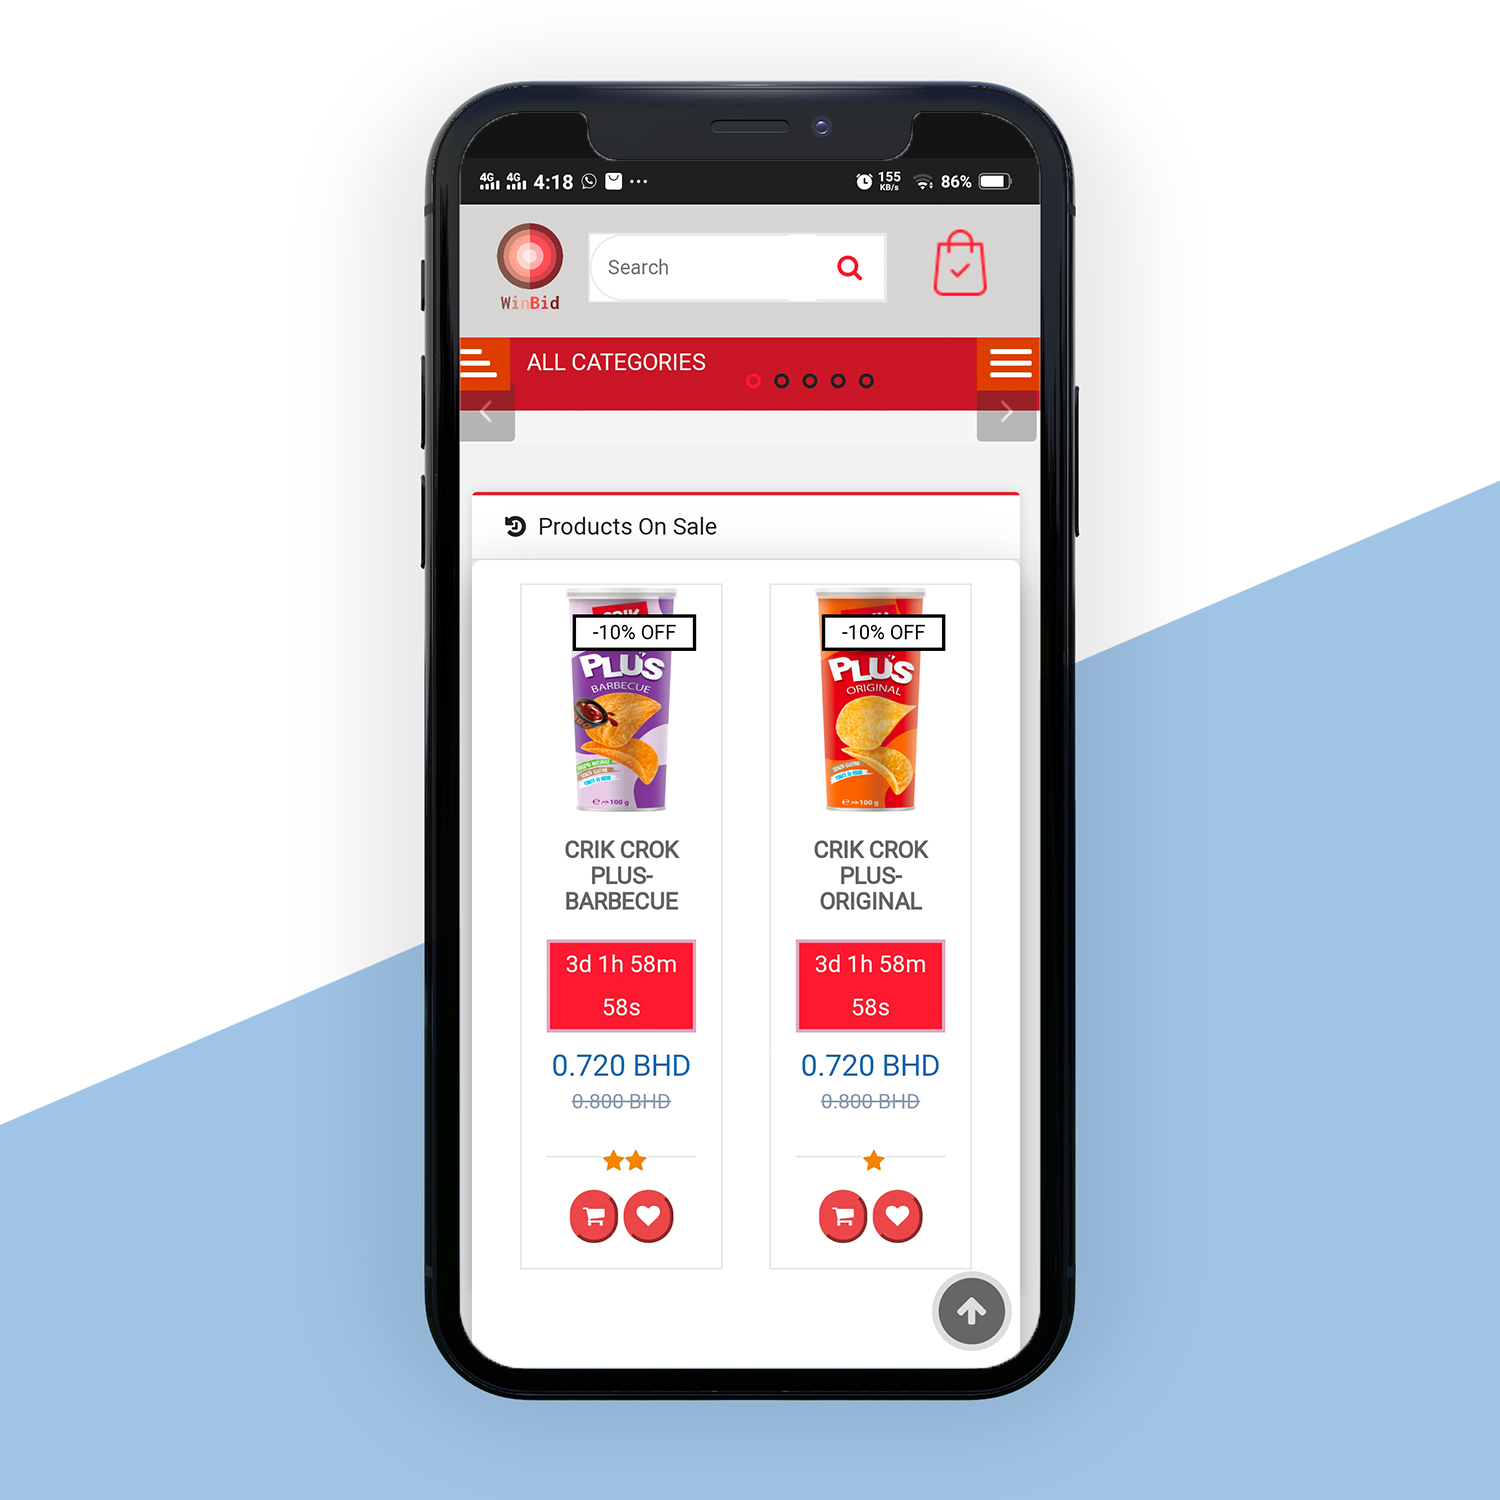 4G 4G 4:18 ... 155 KB/s 86%
WinBid
Search
ALL CATEGORIES
Products On Sale
-10% OFF
PLUS
BARBECUE
100 g
CRIK CROK
PLUS-
BARBECUE
3d 1h 58m
58s
0.720 BHD
0.800 BHD
-10% OFF
PLUS
ORIGINAL
100 g
CRIK CROK
PLUS-
ORIGINAL
3d 1h 58m
58s
0.720 BHD
0.800 BHD